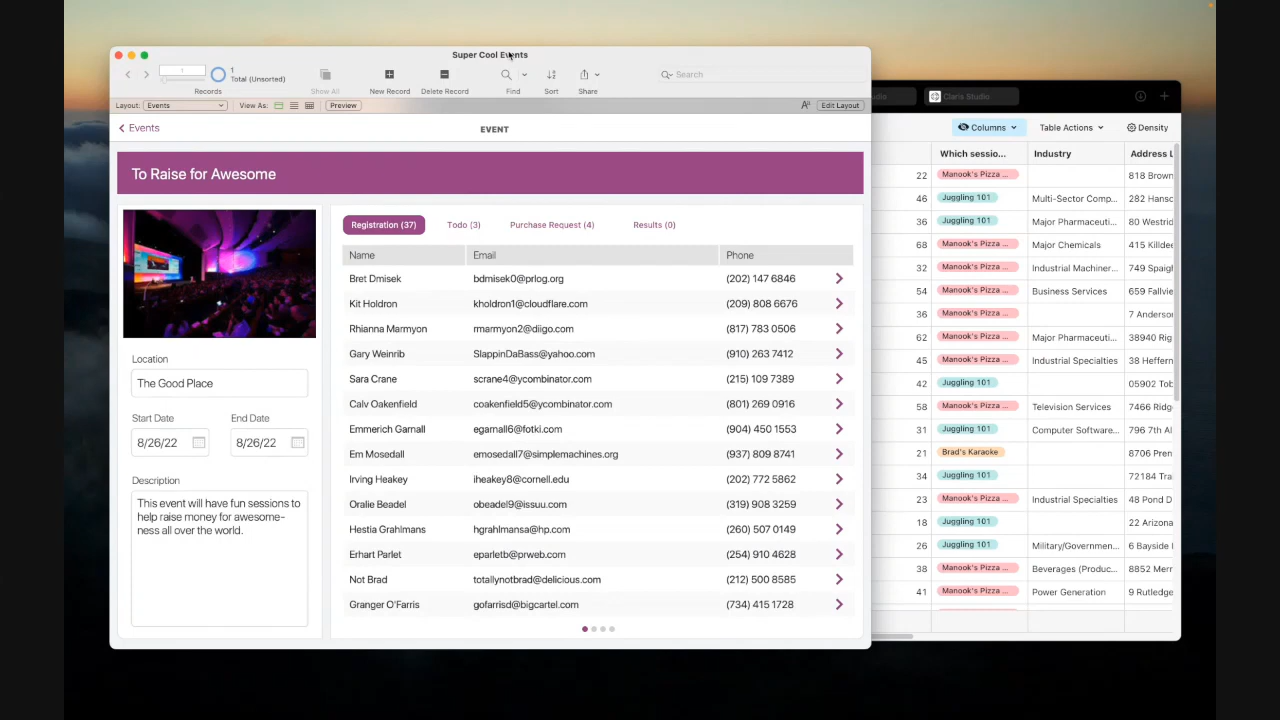 Super Cool Events
1
1
Total (Unsorted)
Records
Show All
New Record
Delete Record
Find
Sort
Share
Search
Layout: Events
View As:
Preview
Edit Layout
Events
EVENT
To Raise for Awesome
Location
The Good Place
Start Date
End Date
8/26/22
8/26/22
Description
This event will have fun sessions to
help raise money for awesome-
ness all over the world.
Registration (37)
Todo (3)
Purchase Request (4)
Results (0)
Name Email Phone
Bret Dmisek bdmisek0@prlog.org (202) 147 6846
Kit Holdron kholdron1@cloudflare.com (209) 808 6676
Rhianna Marmyon rmarmyon2@diigo.com (817) 783 0506
Gary Weinrib SlappinDaBass@yahoo.com (910) 263 7412
Sara Crane scrane4@ycombinator.com (215) 109 7389
Calv Oakenfield coakenfield5@ycombinator.com (801) 269 0916
Emmerich Garnall egarnall6@fotki.com (904) 450 1553
Em Mosedall emosedall7@simplemachines.org (937) 809 8741
Irving Heakey iheakey8@cornell.edu (202) 772 5862
Oralie Beadel obeadel9@issuu.com (319) 908 3259
Hestia Grahlmans hgrahlmansa@hp.com (260) 507 0149
Erhart Parlet eparletb@prweb.com (254) 910 4628
Not Brad totallynotbrad@delicious.com (212) 500 8585
Granger O'Farris gofarrisd@bigcartel.com (734) 415 1728
Claris Studio
Columns
Table Actions
Density
Which sessio... Industry Address L
22 Manook's Pizza ... 818 Brown
46 Juggling 101 Multi-Sector Comp... 282 Hanso
36 Juggling 101 Major Pharmaceuti... 80 Westrid
68 Manook's Pizza ... Major Chemicals 415 Killdee
32 Manook's Pizza ... Industrial Machiner... 749 Spaigh
54 Manook's Pizza ... Business Services 659 Fallvie
36 Manook's Pizza ... 7 Anderson
62 Manook's Pizza ... Major Pharmaceuti... 38940 Rig
45 Manook's Pizza ... Industrial Specialties 38 Heffern
42 Juggling 101 05902 Tob
58 Manook's Pizza ... Television Services 7466 Ridg
31 Juggling 101 Computer Software... 796 7th Al
21 Brad's Karaoke 8706 Pren
34 Juggling 101 72184 Tra
23 Manook's Pizza ... Industrial Specialties 48 Pond D
18 Juggling 101 22 Arizona
26 Juggling 101 Military/Governmen... 6 Bayside
38 Manook's Pizza ... Beverages (Produc... 8852 Merr
41 Manook's Pizza ... Power Generation 9 Rutledge